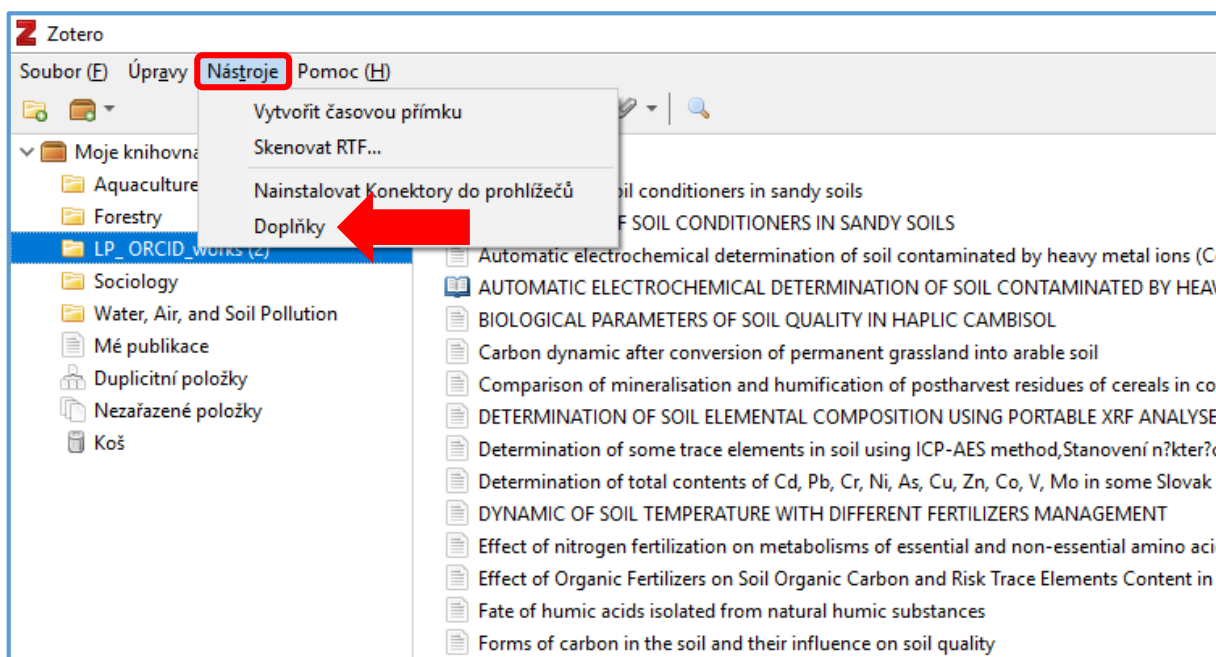 Zotero
Soubor (F) Úpravy Nástroje Pomoc (H)
Vytvořit časovou přímku
Skenovat RTF...
Nainstalovat Konektory do prohlížečů
Doplňky
Moje knihovna
Aquaculture
Forestry
LP_ ORCID_works (2)
Sociology
Water, Air, and Soil Pollution
Mé publikace
Duplicitní položky
Nezařazené položky
Koš
conditioners in sandy soils
F SOIL CONDITIONERS IN SANDY SOILS
Automatic electrochemical determination of soil contaminated by heavy metal ions (C
AUTOMATIC ELECTROCHEMICAL DETERMINATION OF SOIL CONTAMINATED BY HEAV
BIOLOGICAL PARAMETERS OF SOIL QUALITY IN HAPLIC CAMBISOL
Carbon dynamic after conversion of permanent grassland into arable soil
Comparison of mineralisation and humification of postharvest residues of cereals in co
DETERMINATION OF SOIL ELEMENTAL COMPOSITION USING PORTABLE XRF ANALYSE
Determination of some trace elements in soil using ICP-AES method,Stanovení n?kter?
Determination of total contents of Cd, Pb, Cr, Ni, As, Cu, Zn, Co, V, Mo in some Slovak
DYNAMIC OF SOIL TEMPERATURE WITH DIFFERENT FERTILIZERS MANAGEMENT
Effect of nitrogen fertilization on metabolisms of essential and non-essential amino aci
Effect of Organic Fertilizers on Soil Organic Carbon and Risk Trace Elements Content in
Fate of humic acids isolated from natural humic substances
Forms of carbon in the soil and their influence on soil quality